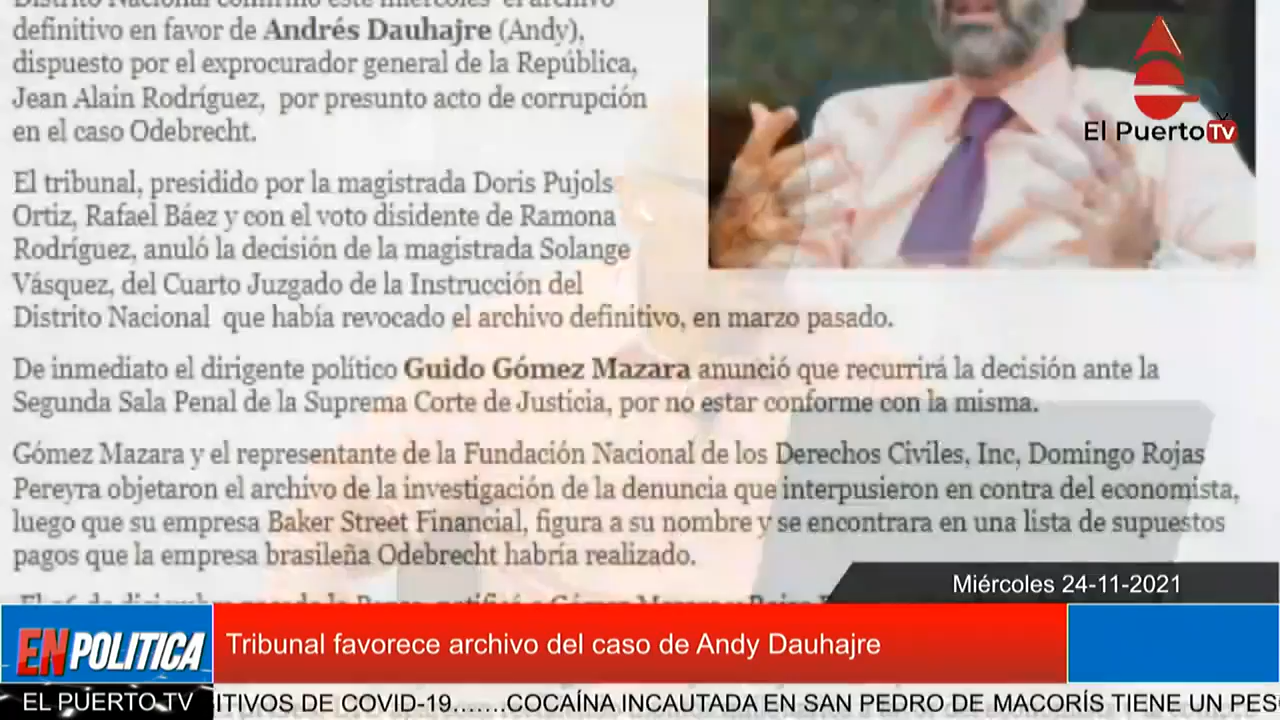 Distrito Nacional confirmó este miércoles el archivo
definitivo en favor de Andrés Dauhajre (Andy),
dispuesto por el exprocurador general de la República,
Jean Alain Rodríguez, por presunto acto de corrupción
en el caso Odebrecht.
El tribunal, presidido por la magistrada Doris Pujols
Ortiz, Rafael Báez y con el voto disidente de Ramona
Rodríguez, anuló la decisión de la magistrada Solange
Vásquez, del Cuarto Juzgado de la Instrucción del
Distrito Nacional que había revocado el archivo definitivo, en marzo pasado.
De inmediato el dirigente político Guido Gómez Mazara anunció que recurrirá la decisión ante la
Segunda Sala Penal de la Suprema Corte de Justicia, por no estar conforme con la misma.
Gómez Mazara y el representante de la Fundación Nacional de los Derechos Civiles, Inc, Domingo Rojas
Pereyra objetaron el archivo de la investigación de la denuncia que interpusieron en contra del economista,
luego que su empresa Baker Street Financial, figura a su nombre y se encontrara en una lista de supuestos
pagos que la empresa brasileña Odebrecht habría realizado.
El Puerto TV
Miércoles 24-11-2021
EN POLITICA
Tribunal favorece archivo del caso de Andy Dauhajre
EL PUERTO TV
ITIVOS DE COVID-19.......COCAÍNA INCAUTADA EN SAN PEDRO DE MACORÍS TIENE UN PES